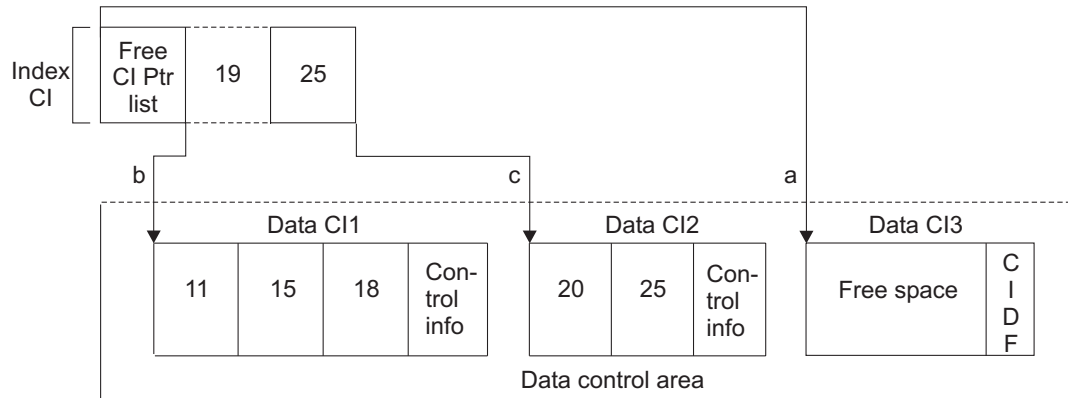 Index
CI
Free
CI Ptr
list
19
25
b
c
a
Data CI1
Data CI2
Data CI3
11
15
18
Con-
trol
info
20
25
Con-
trol
info
Free space
C
I
D
F
Data control area